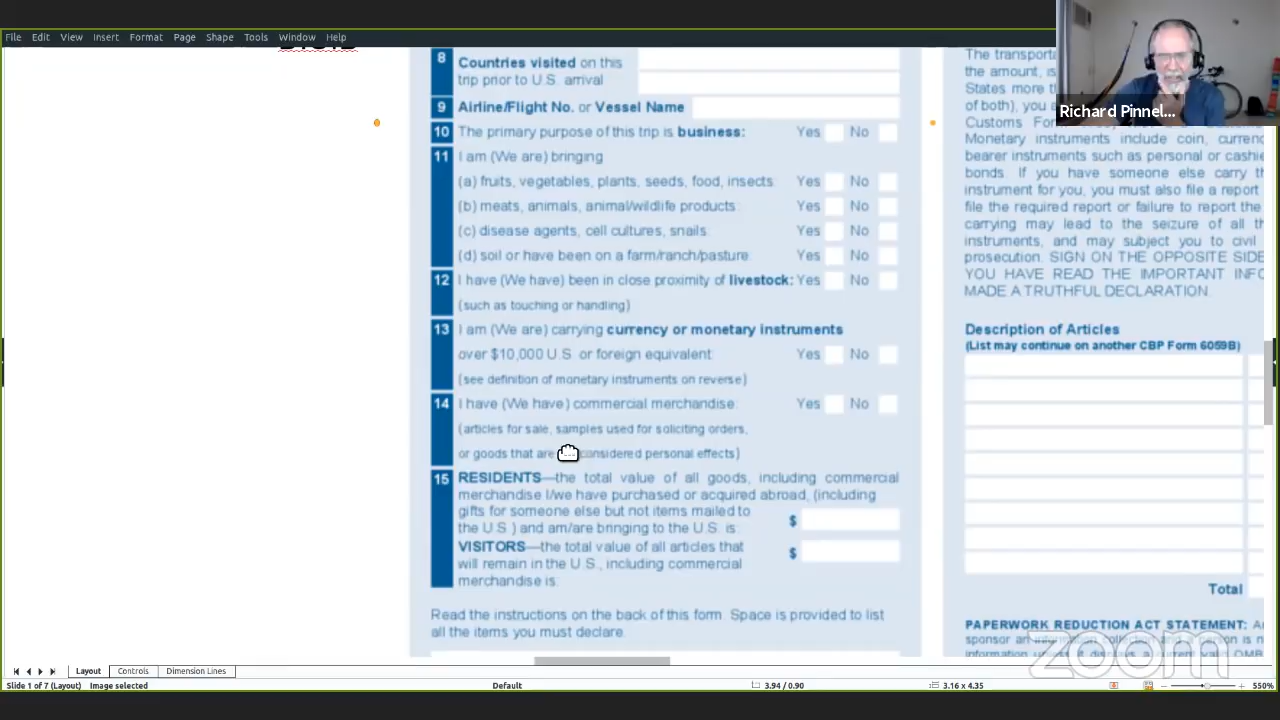 File Edit View Insert Format Page Shape Tools Window Help
8 Countries visited on this
trip prior to U.S. arrival
9 Airline/Flight No. or Vessel Name
10 The primary purpose of this trip is business: Yes No
11 I am (We are) bringing
(a) fruits, vegetables, plants, seeds, food, insects: Yes No
(b) meats, animals, animal/wildlife products: Yes No
(c) disease agents, cell cultures, snails: Yes No
(d) soil or have been on a farm/ranch/pasture: Yes No
12 I have (We have) been in close proximity of livestock: Yes No
(such as touching or handling)
13 I am (We are) carrying currency or monetary instruments
over $10,000 U.S. or foreign equivalent: Yes No
(see definition of monetary instruments on reverse)
14 I have (We have) commercial merchandise: Yes No
(articles for sale, samples used for soliciting orders,
or goods that are considered personal effects)
15 RESIDENTS—the total value of all goods, including commercial
merchandise I/we have purchased or acquired abroad, (including
gifts for someone else but not items mailed to
the U.S.) and am/are bringing to the U.S. is: $
VISITORS—the total value of all articles that $
will remain in the U.S., including commercial
merchandise is:
Read the instructions on the back of this form. Space is provided to list
all the items you must declare.
The transporta
the amount, is
States more th
of both), you a
Customs Form
Monetary instruments include coin, currenc
bearer instruments such as personal or cashie
bonds. If you have someone else carry th
instrument for you, you must also file a report
file the required report or failure to report the
carrying may lead to the seizure of all th
instruments, and may subject you to civil
prosecution. SIGN ON THE OPPOSITE SIDE
YOU HAVE READ THE IMPORTANT INFO
MADE A TRUTHFUL DECLARATION.
Description of Articles
(List may continue on another CBP Form 6059B)
Total
PAPERWORK REDUCTION ACT STATEMENT: A
sponsor an information collection and a person is n
Richard Pinnel...
zoom
Layout Controls Dimension Lines
Slide 1 of 7 (Layout) Image selected Default 3.94 / 0.90 3.16 x 4.35 550%